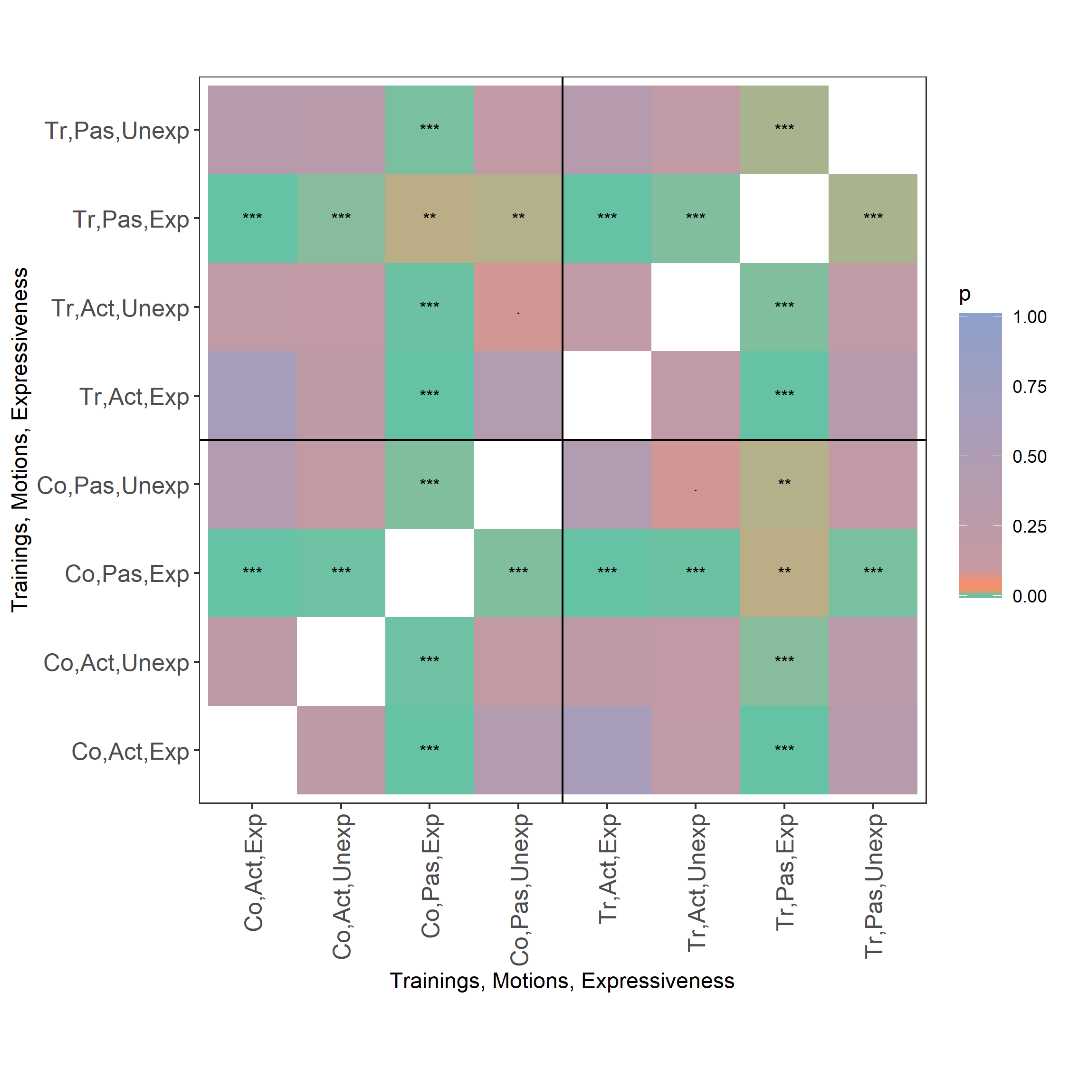 Tr,Pas,Unexp *** ***
Tr,Pas,Exp *** *** ** ** *** *** ***
Tr,Act,Unexp *** . ***
Tr,Act,Exp *** ***
Co,Pas,Unexp *** . **
Co,Pas,Exp *** *** *** *** *** ** ***
Co,Act,Unexp *** ***
Co,Act,Exp *** ***
Trainings, Motions, Expressiveness
Co,Act,Exp
Co,Act,Unexp
Co,Pas,Exp
Co,Pas,Unexp
Tr,Act,Exp
Tr,Act,Unexp
Tr,Pas,Exp
Tr,Pas,Unexp
Trainings, Motions, Expressiveness
p
1.00
0.75
0.50
0.25
0.00